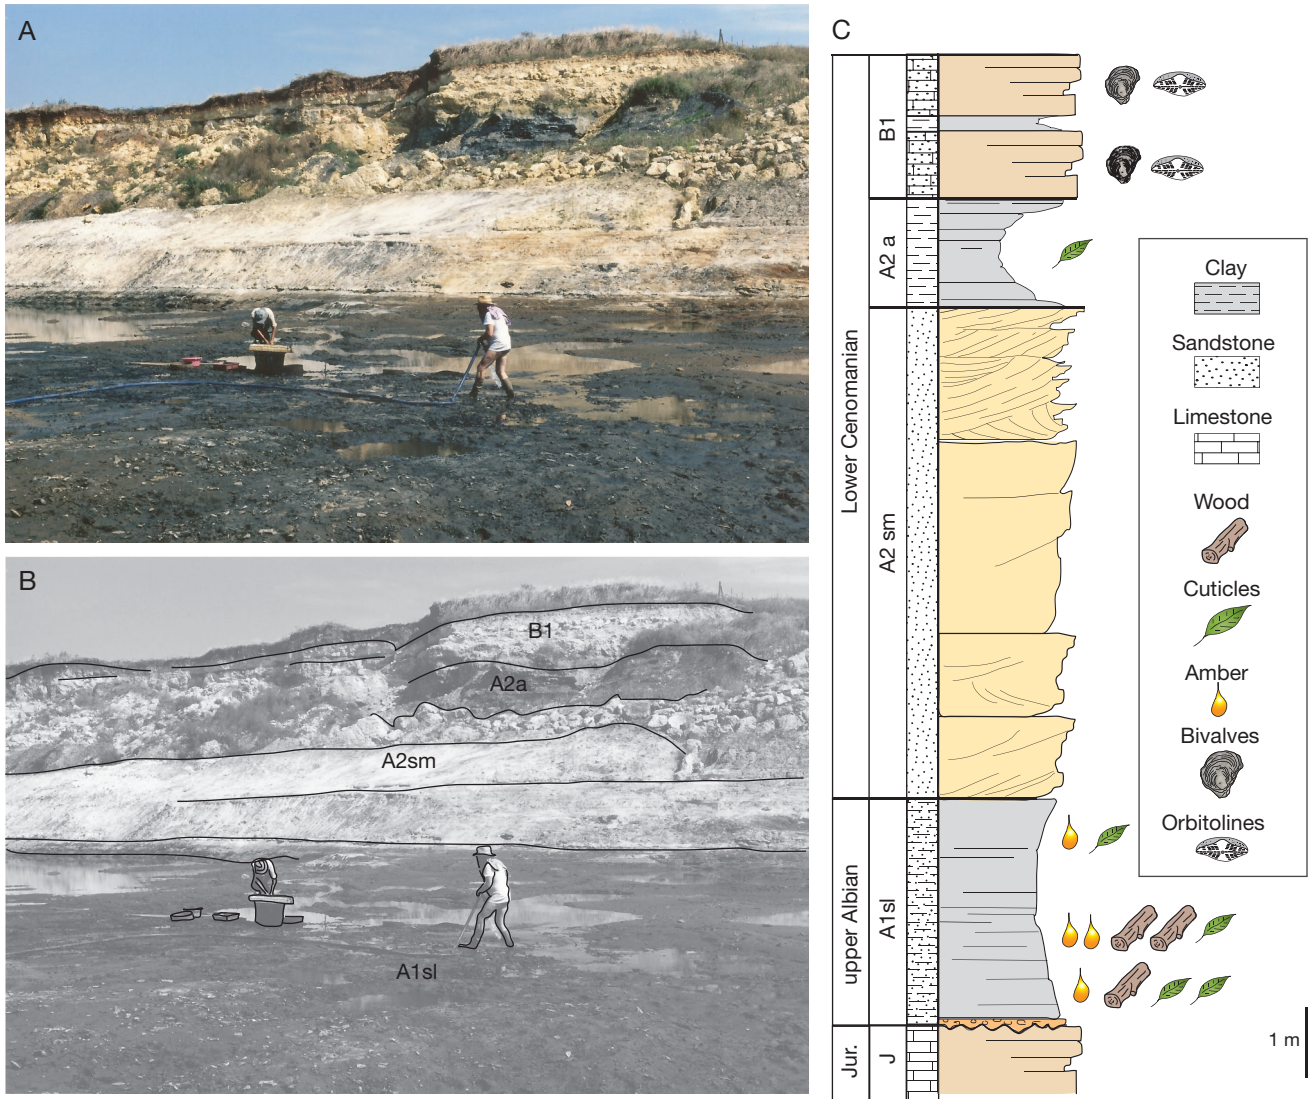 A
B
B1
A2a
A2sm
A1sl
C
Lower Cenomanian
upper Albian
Jur.
B1
A2 a
A2 sm
A1sl
J
Clay
Sandstone
Limestone
Wood
Cuticles
Amber
Bivalves
Orbitolines
1 m